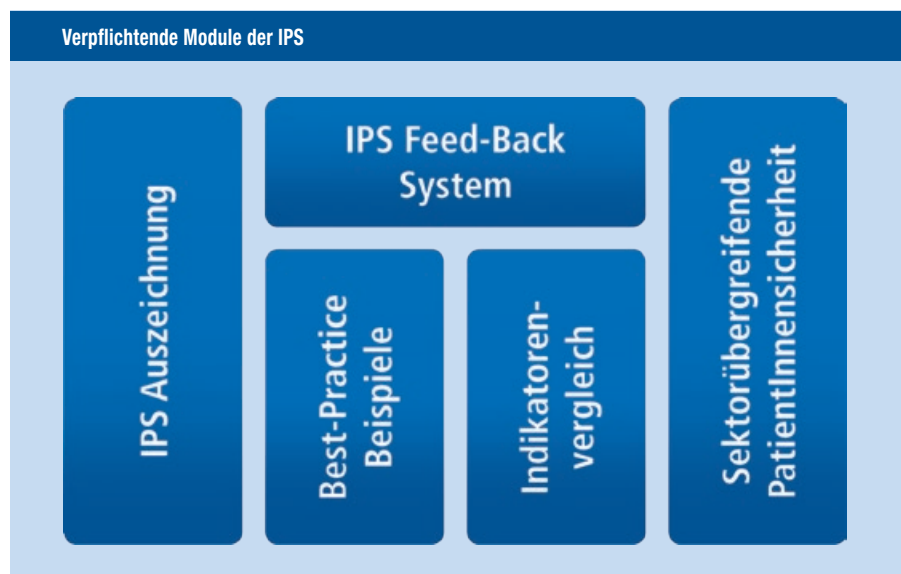 Verpflichtende Module der IPS
IPS Auszeichnung
IPS Feed-Back
System
Best-Practice
Beispiele
Indikatoren-
vergleich
Sektorübergreifende
PatientInnensicherheit